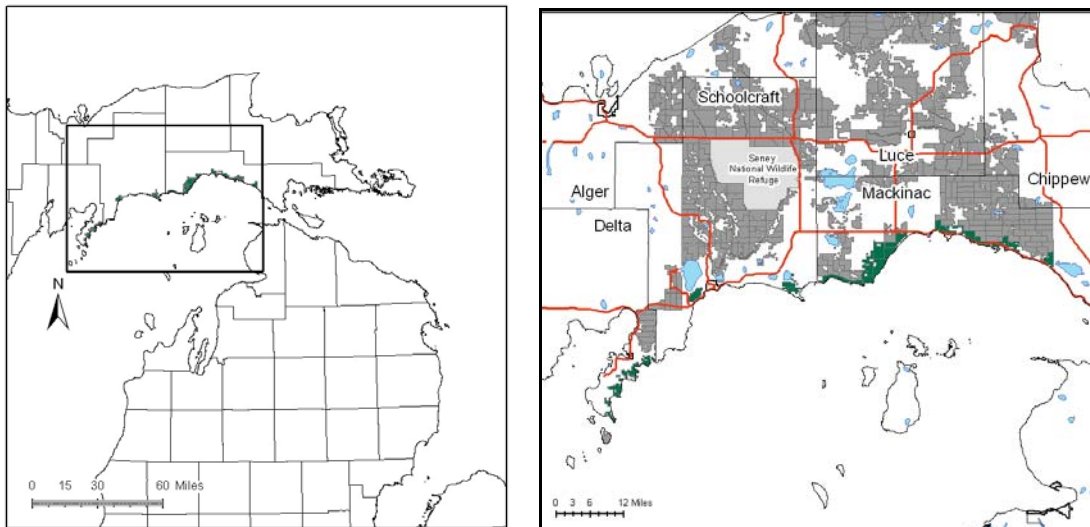 N
0 15 30 60 Miles
Schoolcraft
Seney
National Wildlife
Refuge
Luce
Alger
Mackinac
Chippew
Delta
0 3 6 12 Miles